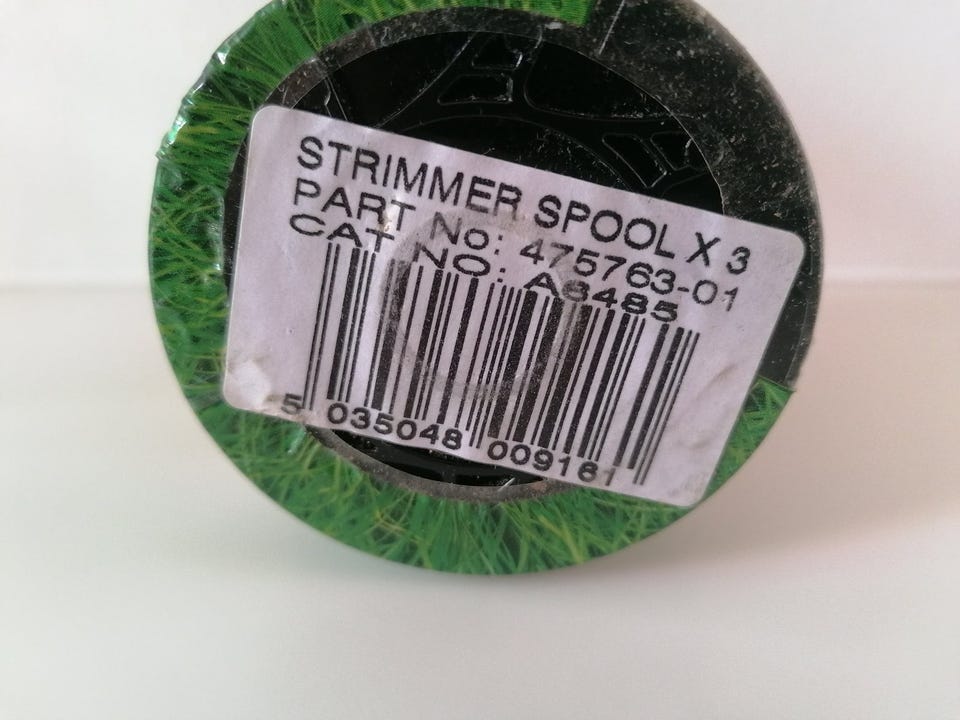 STRIMMER SPOOL X 3
PART No: 475763-01
CAT NO: A6485
5 035048 009161